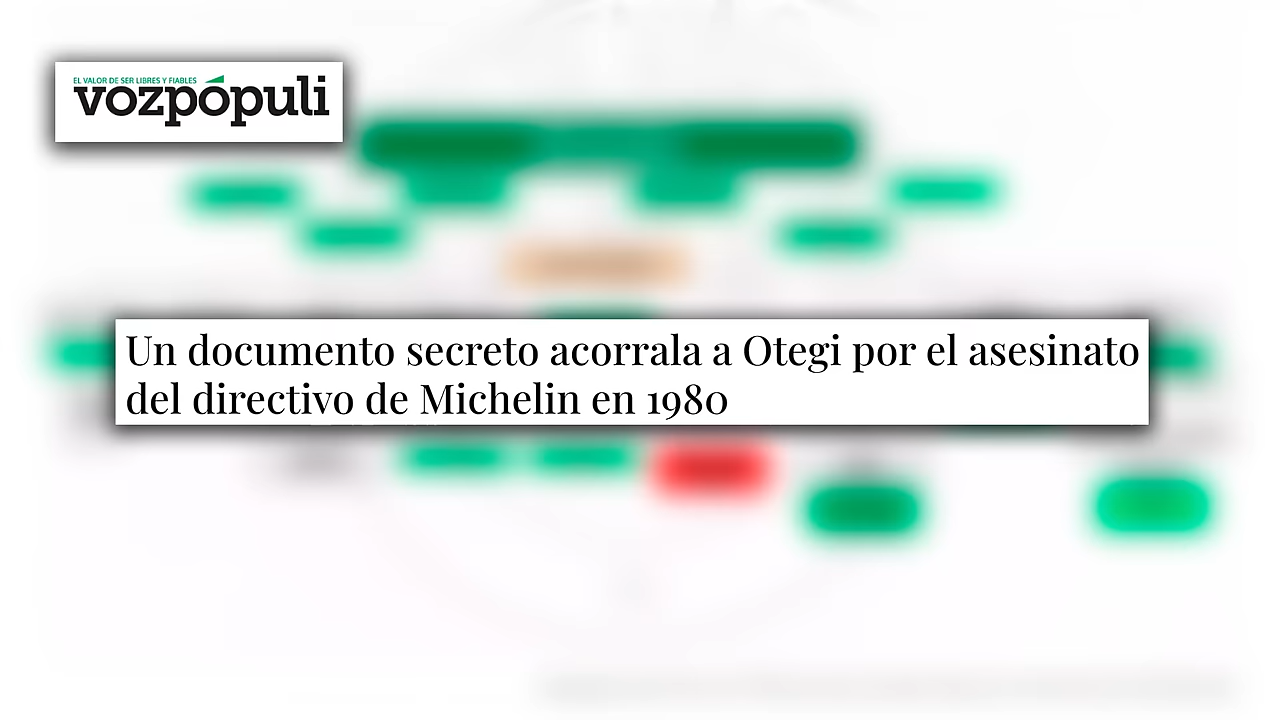 EL VALOR DE SER LIBRES Y FIABLES
vozpópuli
Un documento secreto acorrala a Otegi por el asesinato
del directivo de Michelin en 1980